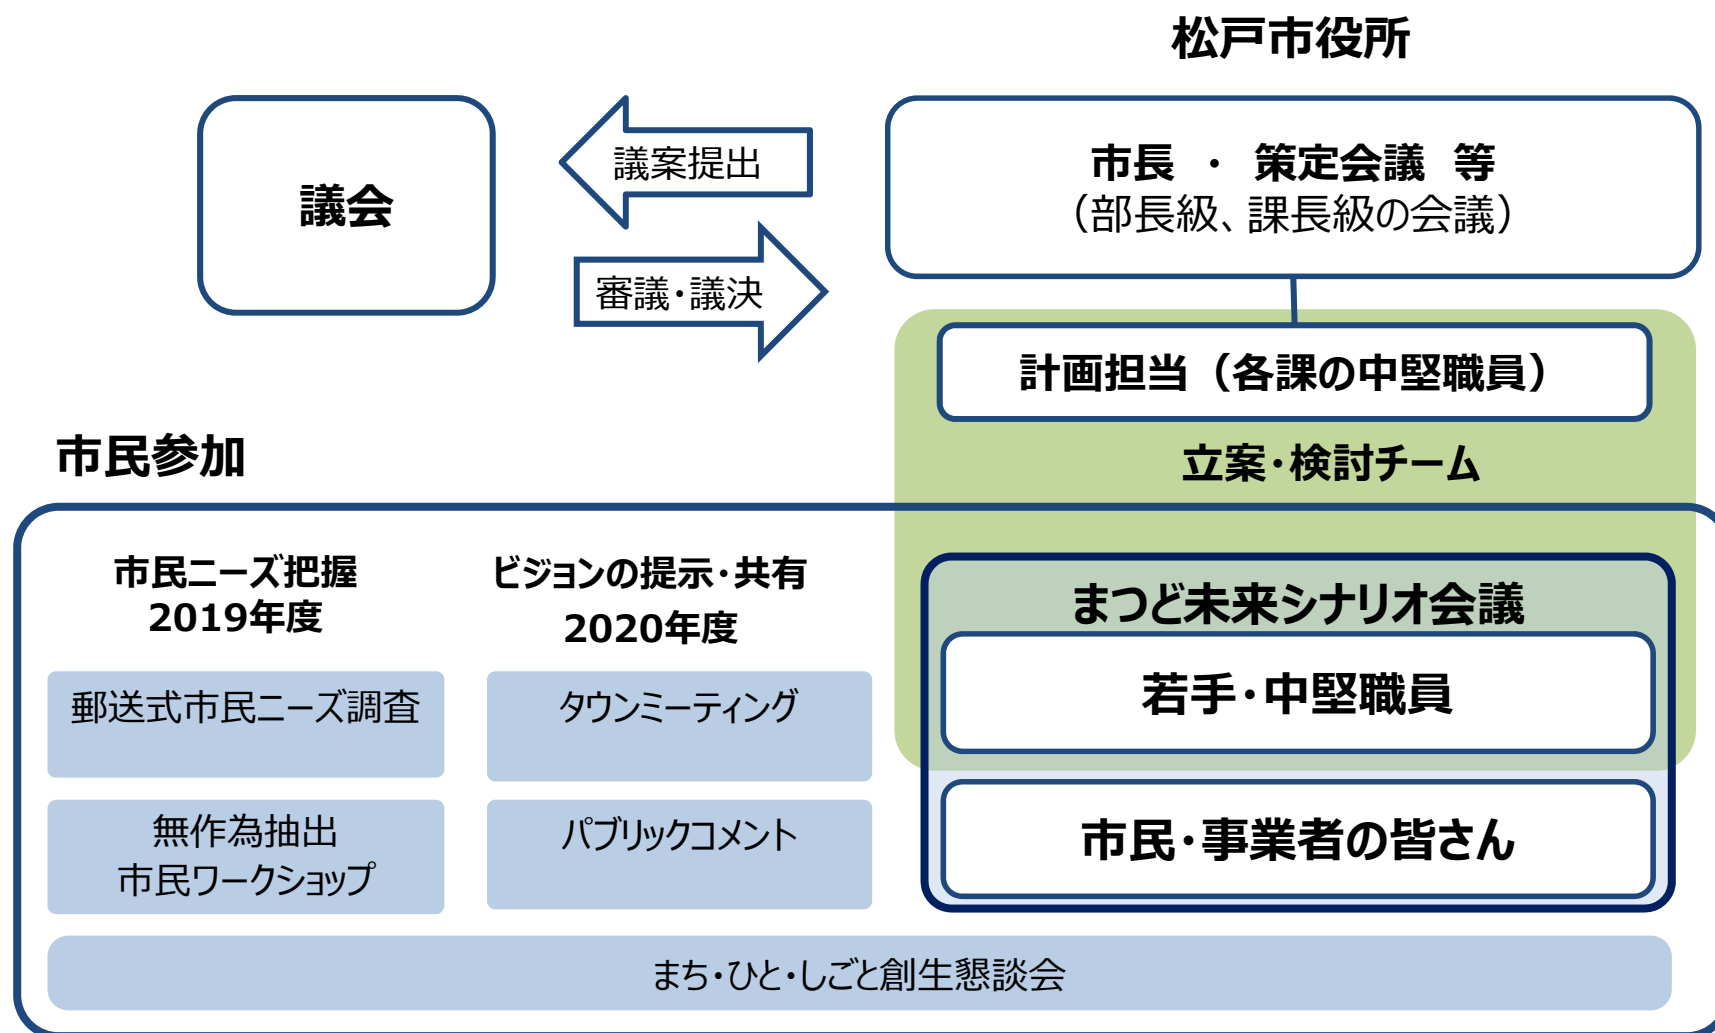 松戸市役所
議会
議案提出
審議・議決
市長 ・ 策定会議 等
（部長級、課長級の会議）
計画担当（各課の中堅職員）
立案・検討チーム
市民参加
市民ニーズ把握
2019年度
郵送式市民ニーズ調査
無作為抽出
市民ワークショップ
ビジョンの提示・共有
2020年度
タウンミーティング
パブリックコメント
まつど未来シナリオ会議
若手・中堅職員
市民・事業者の皆さん
まち・ひと・しごと創生懇談会